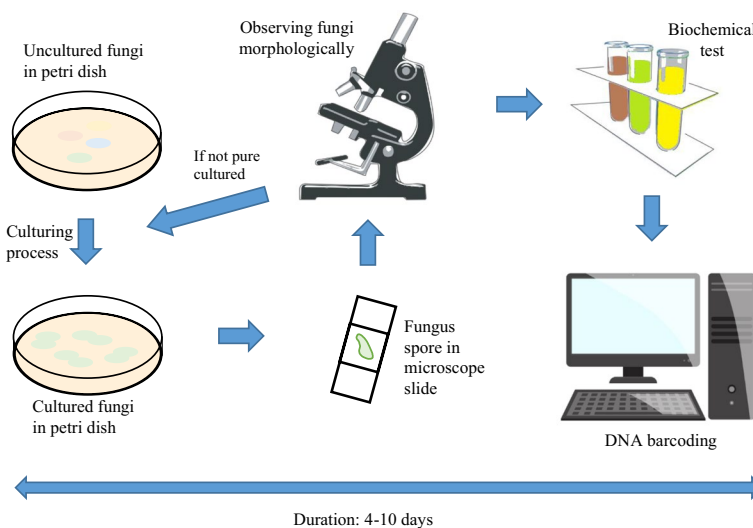 Uncultured fungi
in petri dish
Observing fungi
morphologically
Biochemical
test
If not pure
cultured
Culturing
process
Fungus
spore in
microscope
slide
Cultured fungi
in petri dish
DNA barcoding
Duration: 4-10 days